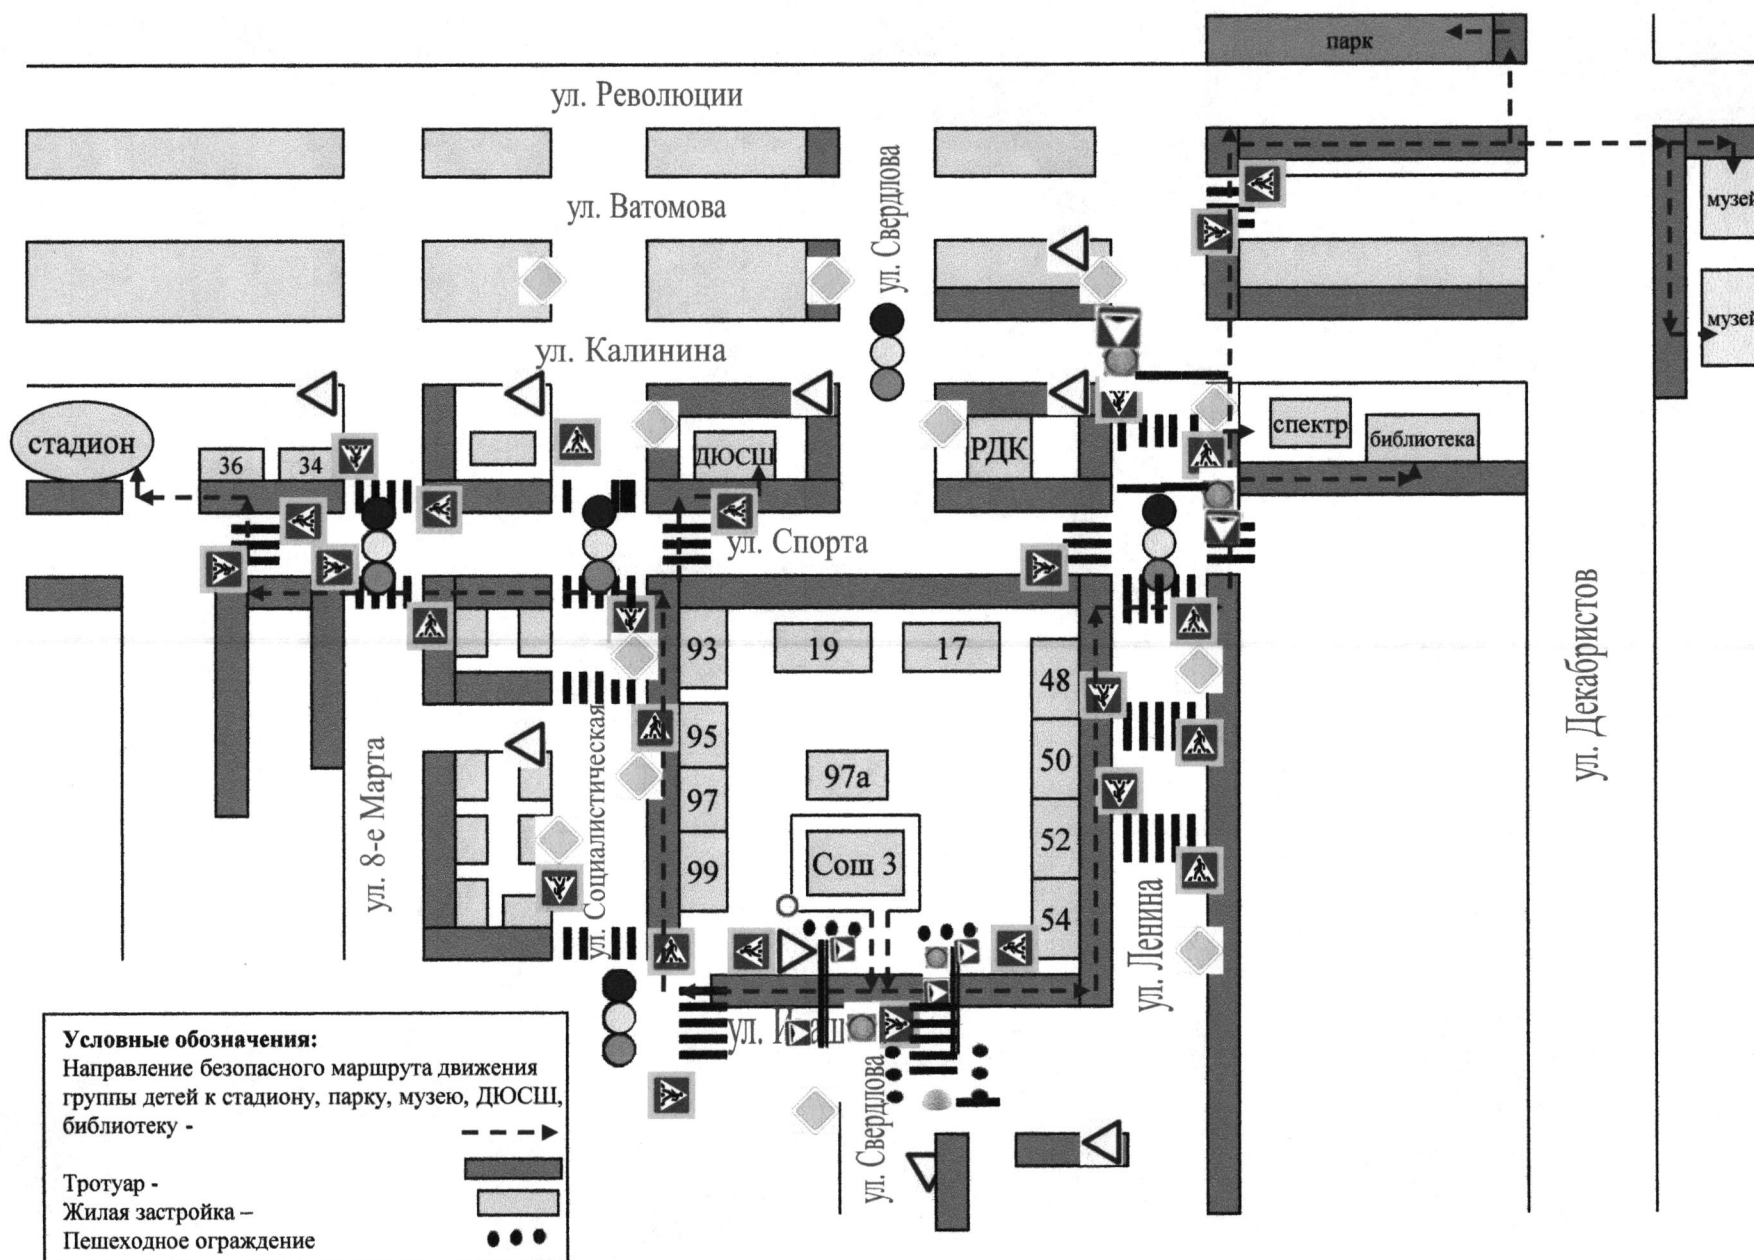 парк
ул. Революции
ул. Свердлова
ул. Ватомова
музей
музей
ул. Калинина
стадион
36
34
ДЮСШ
РДК
спектр
библиотека
ул. Спорта
ул. Декабристов
93
19
17
48
95
50
97а
97
52
Сош 3
99
54
ул. 8-е Марта
ул. Социалистическая
ул. Ленина
ул.
ул. Свердлова
Условные обозначения:
Направление безопасного маршрута движения
группы детей к стадиону, парку, музею, ДЮСШ,
библиотеку -
Тротуар -
Жилая застройка –
Пешеходное ограждение